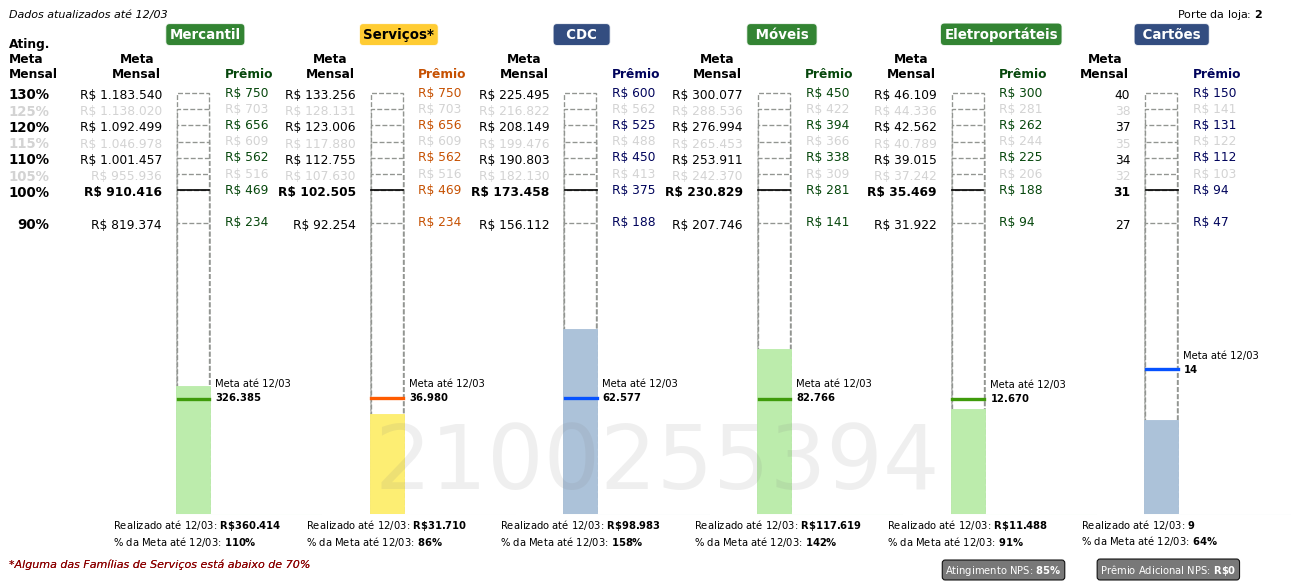 Dados atualizados até 12/03 Porte da loja: 2
Mercantil Serviços* CDC Móveis Eletroportáteis Cartões
Ating. Meta Mensal
Meta Mensal Prêmio Meta Mensal Prêmio Meta Mensal Prêmio Meta Mensal Prêmio Meta Mensal Prêmio Meta Mensal Prêmio
130% R$ 1.183.540 R$ 750 R$ 133.256 R$ 750 R$ 225.495 R$ 600 R$ 300.077 R$ 450 R$ 46.109 R$ 300 40 R$ 150
125% R$ 1.138.020 R$ 703 R$ 128.131 R$ 703 R$ 216.822 R$ 562 R$ 288.536 R$ 422 R$ 44.336 R$ 281 38 R$ 141
120% R$ 1.092.499 R$ 656 R$ 123.006 R$ 656 R$ 208.149 R$ 525 R$ 276.994 R$ 394 R$ 42.562 R$ 262 37 R$ 131
115% R$ 1.046.978 R$ 609 R$ 117.880 R$ 609 R$ 199.476 R$ 488 R$ 265.453 R$ 366 R$ 40.789 R$ 244 35 R$ 122
110% R$ 1.001.457 R$ 562 R$ 112.755 R$ 562 R$ 190.803 R$ 450 R$ 253.911 R$ 338 R$ 39.015 R$ 225 34 R$ 112
105% R$ 955.936 R$ 516 R$ 107.630 R$ 516 R$ 182.130 R$ 413 R$ 242.370 R$ 309 R$ 37.242 R$ 206 32 R$ 103
100% R$ 910.416 R$ 469 R$ 102.505 R$ 469 R$ 173.458 R$ 375 R$ 230.829 R$ 281 R$ 35.469 R$ 188 31 R$ 94
90% R$ 819.374 R$ 234 R$ 92.254 R$ 234 R$ 156.112 R$ 188 R$ 207.746 R$ 141 R$ 31.922 R$ 94 27 R$ 47
Meta até 12/03
14
Meta até 12/03 Meta até 12/03 Meta até 12/03 Meta até 12/03 Meta até 12/03
326.385 36.980 62.577 82.766 12.670
2100255394
Realizado até 12/03: R$360.414 Realizado até 12/03: R$31.710 Realizado até 12/03: R$98.983 Realizado até 12/03: R$117.619 Realizado até 12/03: R$11.488 Realizado até 12/03: 9
% da Meta até 12/03: 110% % da Meta até 12/03: 86% % da Meta até 12/03: 158% % da Meta até 12/03: 142% % da Meta até 12/03: 91% % da Meta até 12/03: 64%
*Alguma das Famílias de Serviços está abaixo de 70%
Atingimento NPS: 85% Prêmio Adicional NPS: R$0